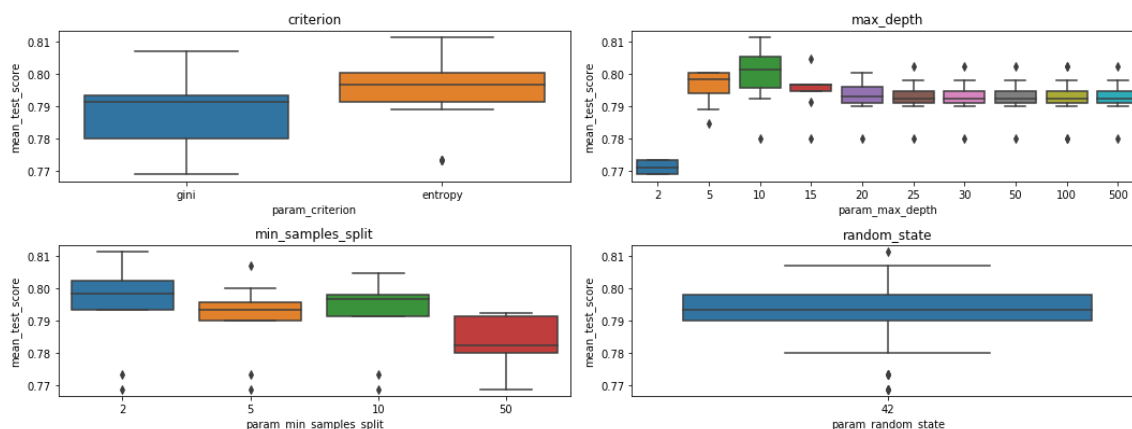 criterion
mean_test_score
0.81
0.80
0.79
0.78
0.77
gini entropy
param_criterion
max_depth
mean_test_score
0.81
0.80
0.79
0.78
0.77
2 5 10 15 20 25 30 50 100 500
param_max_depth
min_samples_split
mean_test_score
0.81
0.80
0.79
0.78
0.77
2 5 10 50
param_min_samples_split
random_state
mean_test_score
0.81
0.80
0.79
0.78
0.77
42
param_random_state